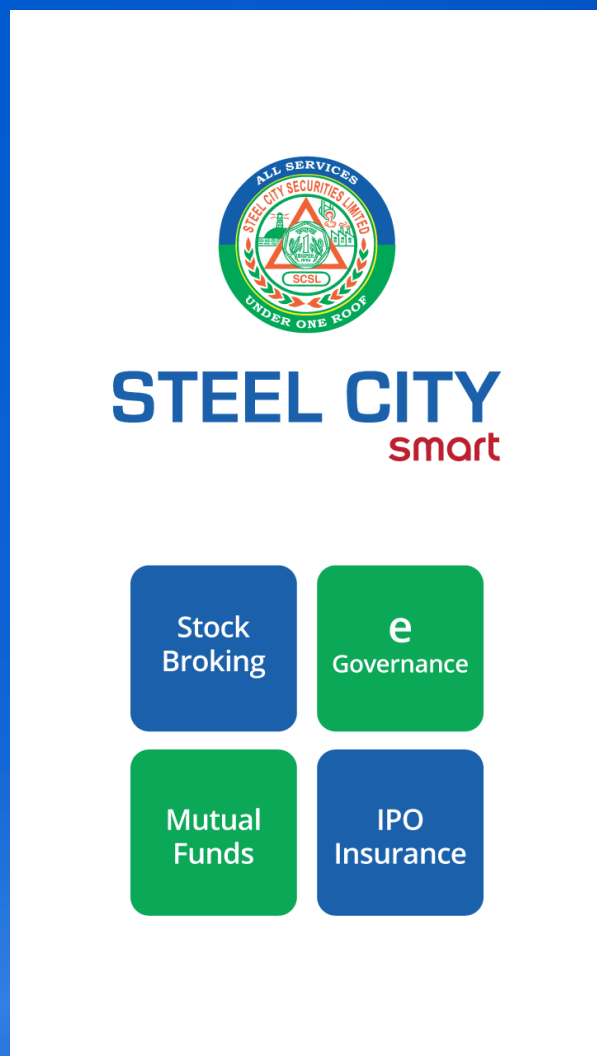 ALL SERVICES
STEEL CITY SECURITIES LIMITED
SCSL
UNDER ONE ROOF
STEEL CITY
smart
Stock
Broking
e
Governance
Mutual
Funds
IPO
Insurance